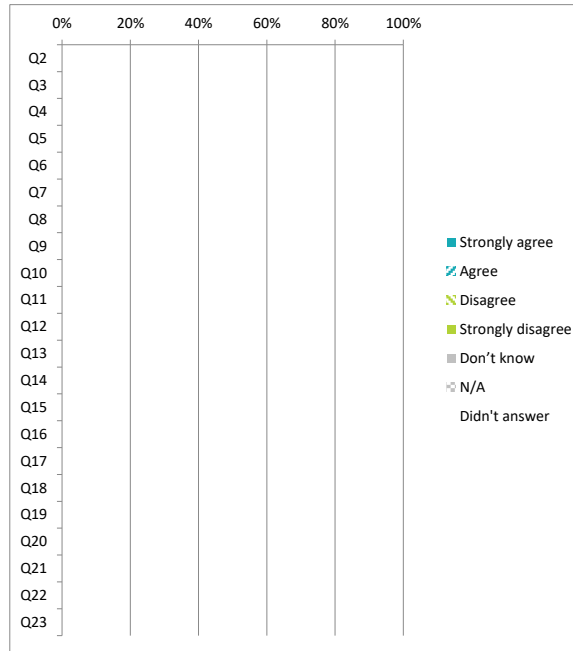 0% 20% 40% 60% 80% 100%
Q2
Q3
Q4
Q5
Q6
Q7
Q8
Q9
Q10
Q11
Q12
Q13
Q14
Q15
Q16
Q17
Q18
Q19
Q20
Q21
Q22
Q23
Strongly agree
Agree
Disagree
Strongly disagree
Don’t know
N/A
Didn't answer